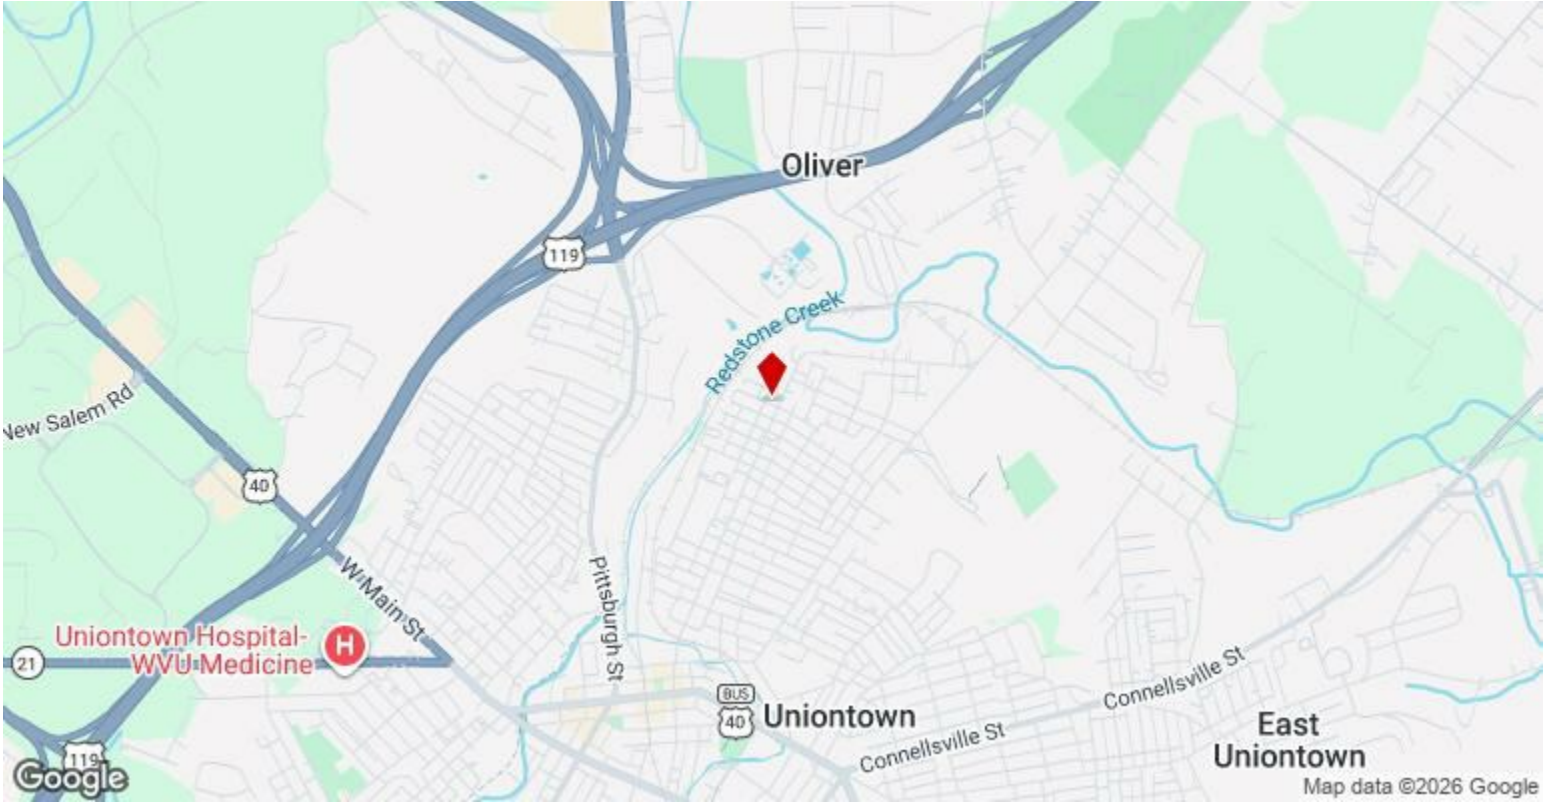 Oliver
119
Redstone Creek
New Salem Rd
40
W Main St
Pittsburgh St
Uniontown Hospital-
WVU Medicine
H
21
BUS
40
Uniontown
Connellsville St
Connellsville St
East
Uniontown
119
Google
Map data ©2026 Google